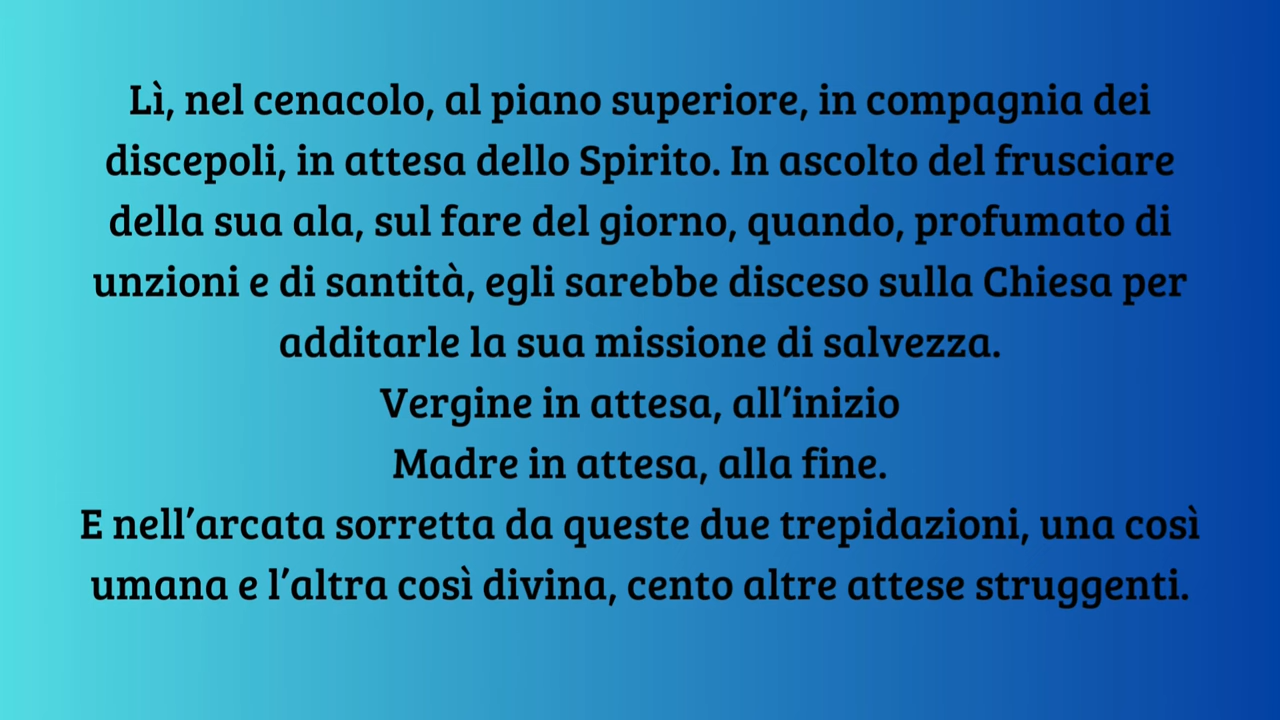 Lì, nel cenacolo, al piano superiore, in compagnia dei
discepoli, in attesa dello Spirito. In ascolto del frusciare
della sua ala, sul fare del giorno, quando, profumato di
unzioni e di santità, egli sarebbe disceso sulla Chiesa per
additarle la sua missione di salvezza.
Vergine in attesa, all'inizio
Madre in attesa, alla fine.
E nell'arcata sorretta da queste due trepidazioni, una così
umana e l'altra così divina, cento altre attese struggenti.